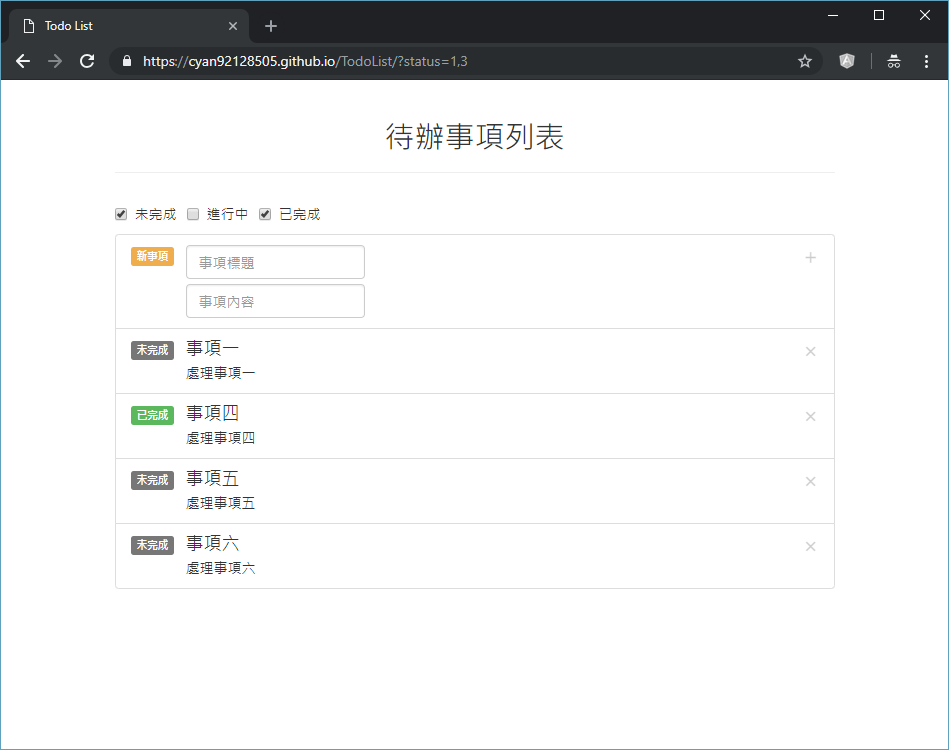 Todo List
https://cyan92128505.github.io/TodoList/?status=1,3
待辦事項列表
未完成 進行中 已完成
新事項 事項標題
事項內容
未完成 事項一
處理事項一
已完成 事項四
處理事項四
未完成 事項五
處理事項五
未完成 事項六
處理事項六